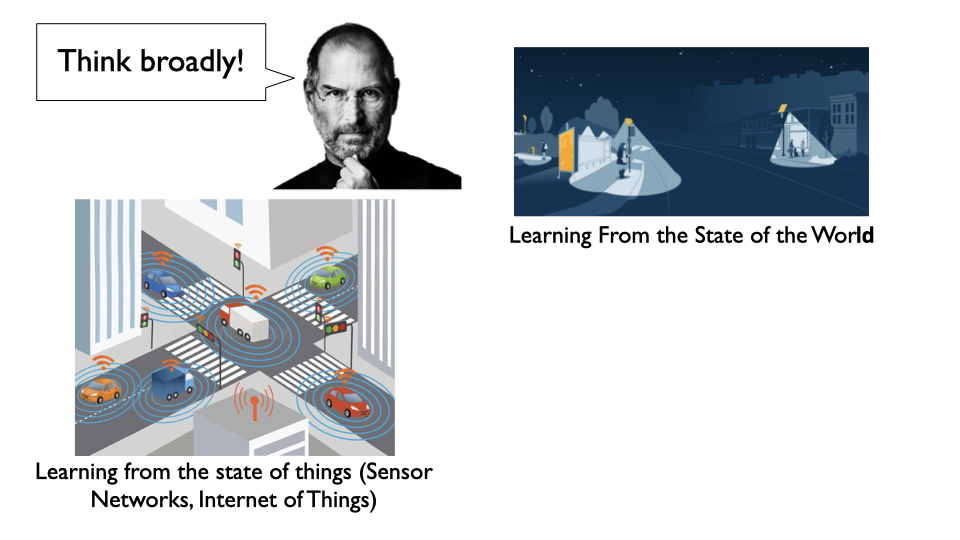 Think broadly!
Learning From the State of the World
Learning from the state of things (Sensor
Networks, Internet of Things)